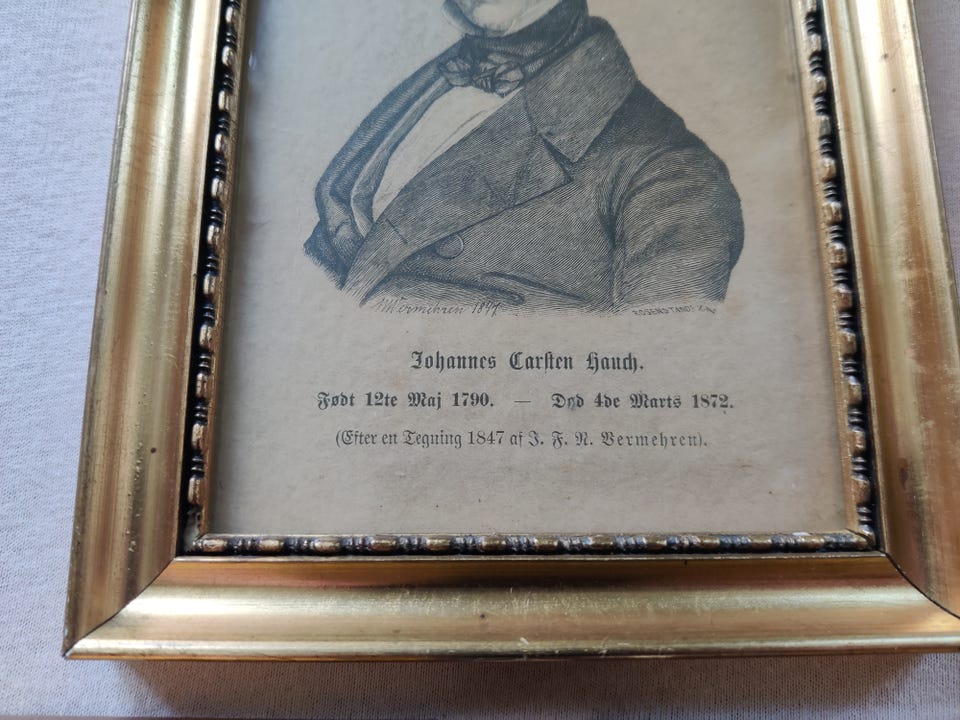 Vermehren 1847
ROSENSTAND X.A.
Johannes Carsten Hauch.
Født 12te Maj 1790. — Død 4de Marts 1872.
(Efter en Tegning 1847 af J. F. N. Vermehren).